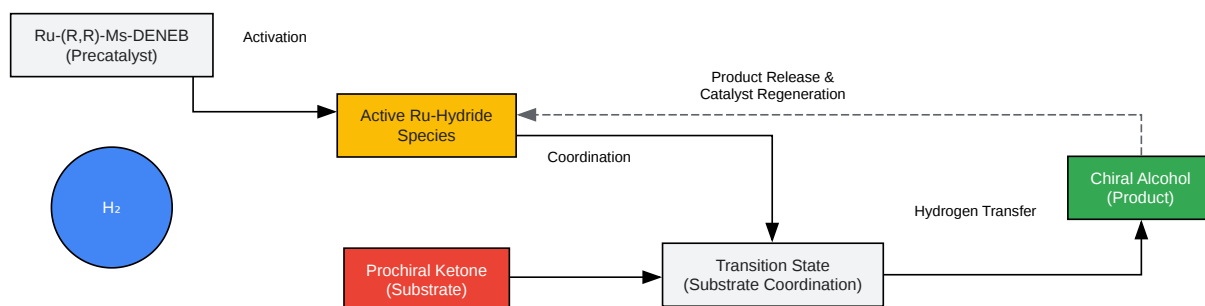 Ru-(R,R)-Ms-DENEB
(Precatalyst)
Activation
Product Release &
Catalyst Regeneration
Active Ru-Hydride
Species
Coordination
H₂
Chiral Alcohol
(Product)
Hydrogen Transfer
Prochiral Ketone
(Substrate)
Transition State
(Substrate Coordination)